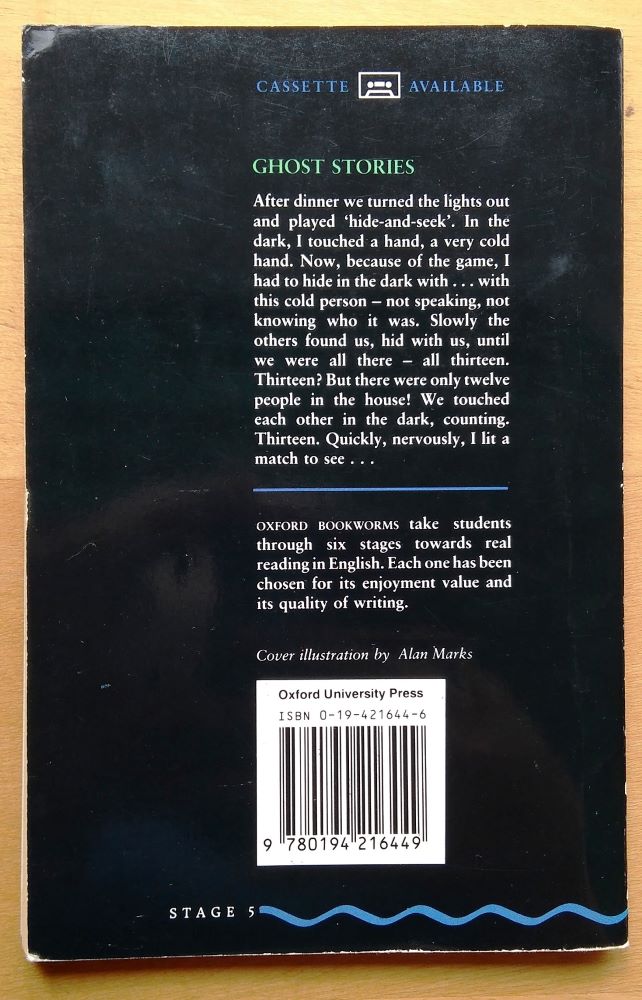 CASSETTE AVAILABLE
GHOST STORIES
After dinner we turned the lights out
and played ‘hide-and-seek’. In the
dark, I touched a hand, a very cold
hand. Now, because of the game, I
had to hide in the dark with . . . with
this cold person – not speaking, not
knowing who it was. Slowly the
others found us, hid with us, until
we were all there – all thirteen.
Thirteen? But there were only twelve
people in the house! We touched
each other in the dark, counting.
Thirteen. Quickly, nervously, I lit a
match to see . . .
OXFORD BOOKWORMS take students
through six stages towards real
reading in English. Each one has been
chosen for its enjoyment value and
its quality of writing.
Cover illustration by Alan Marks
Oxford University Press
ISBN 0-19-421644-6
9 780194 216449
STAGE 5